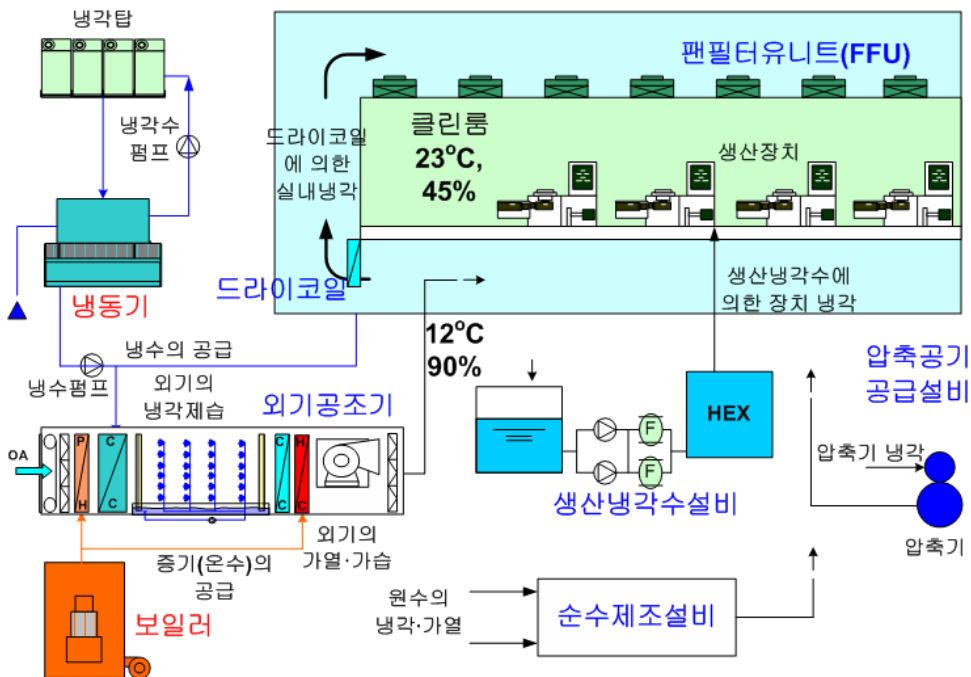 냉각탑
냉각수
펌프
냉동기
냉수의 공급
냉수펌프
팬필터유니트(FFU)
클린룸
23°C,
45%
생산장치
드라이코일
에 의한
실내냉각
드라이코일
생산냉각수에
의한 장치 냉각
12°C
90%
외기의
냉각제습
외기공조기
OA
P
H
C
C
C
C
H
C
외기의
가열·가습
증기(온수)의
공급
보일러
F
F
HEX
생산냉각수설비
압축공기
공급설비
압축기 냉각
압축기
원수의
냉각·가열
순수제조설비